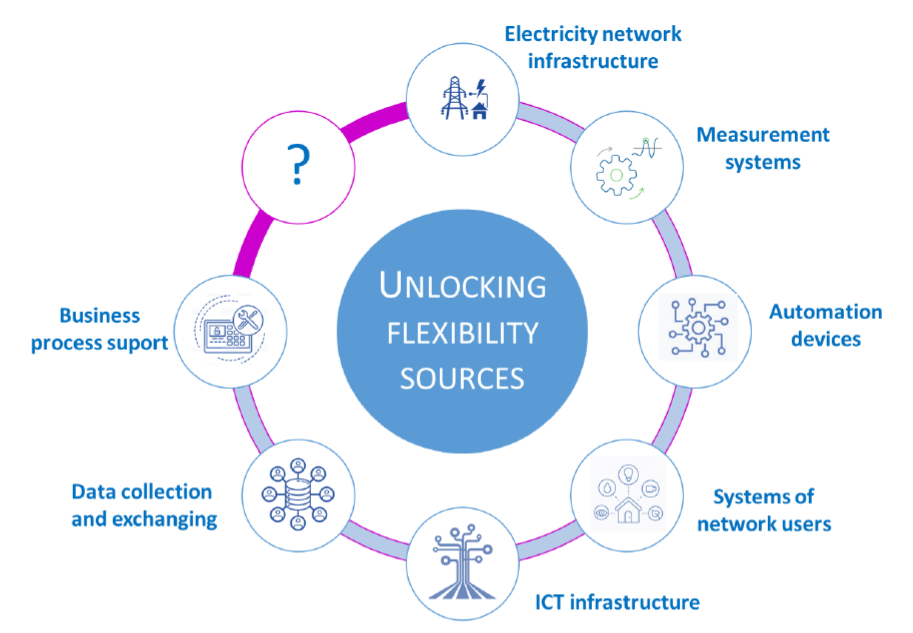 Electricity network
infrastructure
Measurement
systems
?
UNLOCKING
FLEXIBILITY
SOURCES
Business
process suport
Automation
devices
Data collection
and exchanging
Systems of
network users
ICT infrastructure